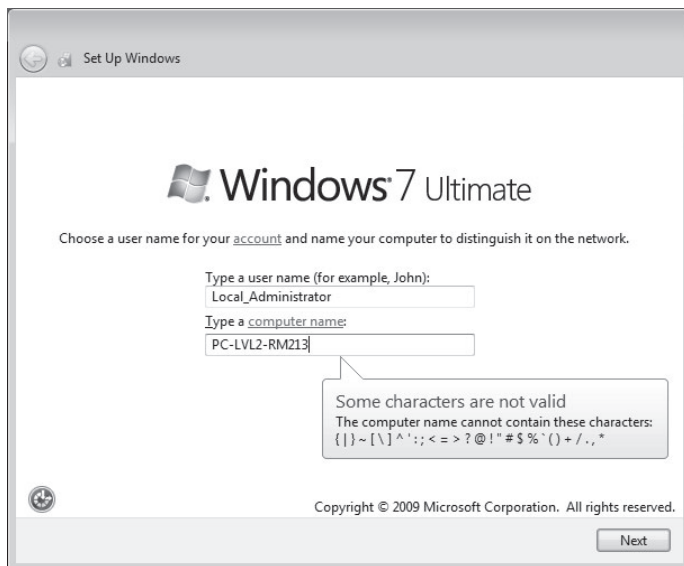 Set Up Windows
Windows 7 Ultimate
Choose a user name for your account and name your computer to distinguish it on the network.
Type a user name (for example, John):
Local_Administrator
Type a computer name:
PC-LVL2-RM213
Some characters are not valid
The computer name cannot contain these characters:
{ | } ~ [ \ ] ^ ' : ; < = > ? @ ! " # $ % ` ( ) + / . , *
Copyright © 2009 Microsoft Corporation. All rights reserved.
Next